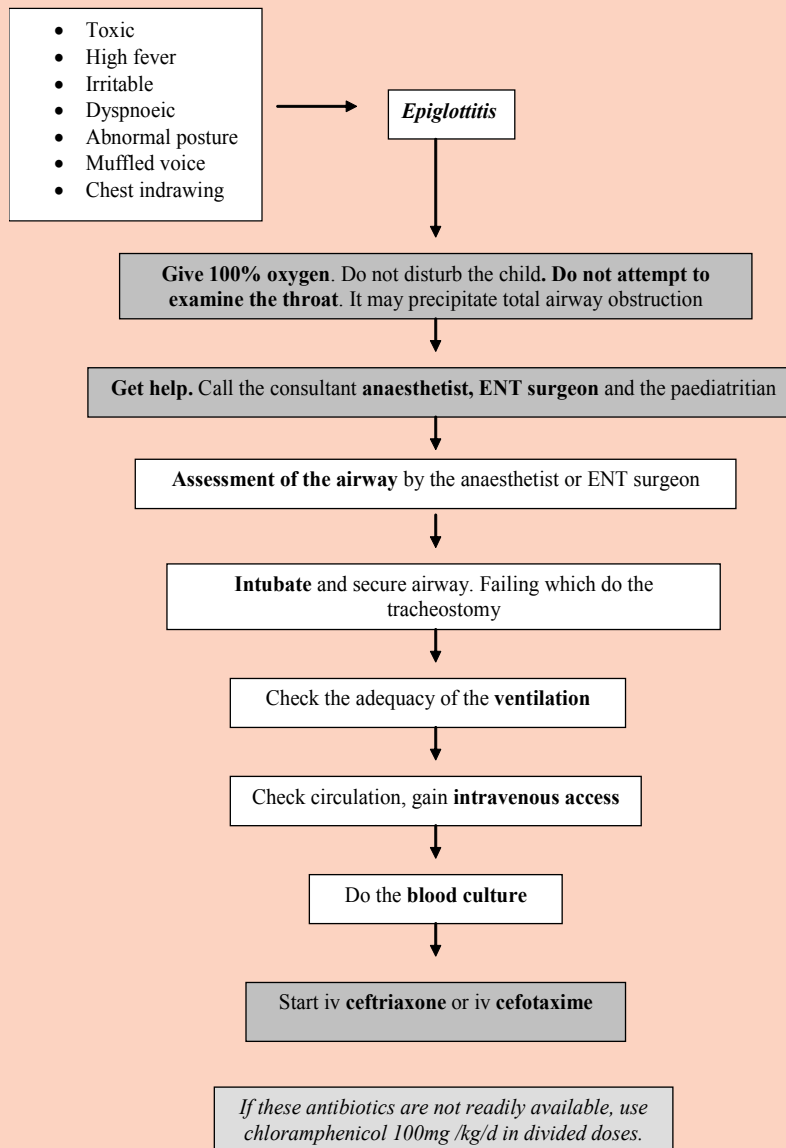 • Toxic
• High fever
• Irritable
• Dyspnoeic
• Abnormal posture
• Muffled voice
• Chest indrawing
Epiglottitis
Give 100% oxygen. Do not disturb the child. Do not attempt to
examine the throat. It may precipitate total airway obstruction
Get help. Call the consultant anaesthetist, ENT surgeon and the paediatritian
Assessment of the airway by the anaesthetist or ENT surgeon
Intubate and secure airway. Failing which do the
tracheostomy
Check the adequacy of the ventilation
Check circulation, gain intravenous access
Do the blood culture
Start iv ceftriaxone or iv cefotaxime
If these antibiotics are not readily available, use
chloramphenicol 100mg /kg/d in divided doses.